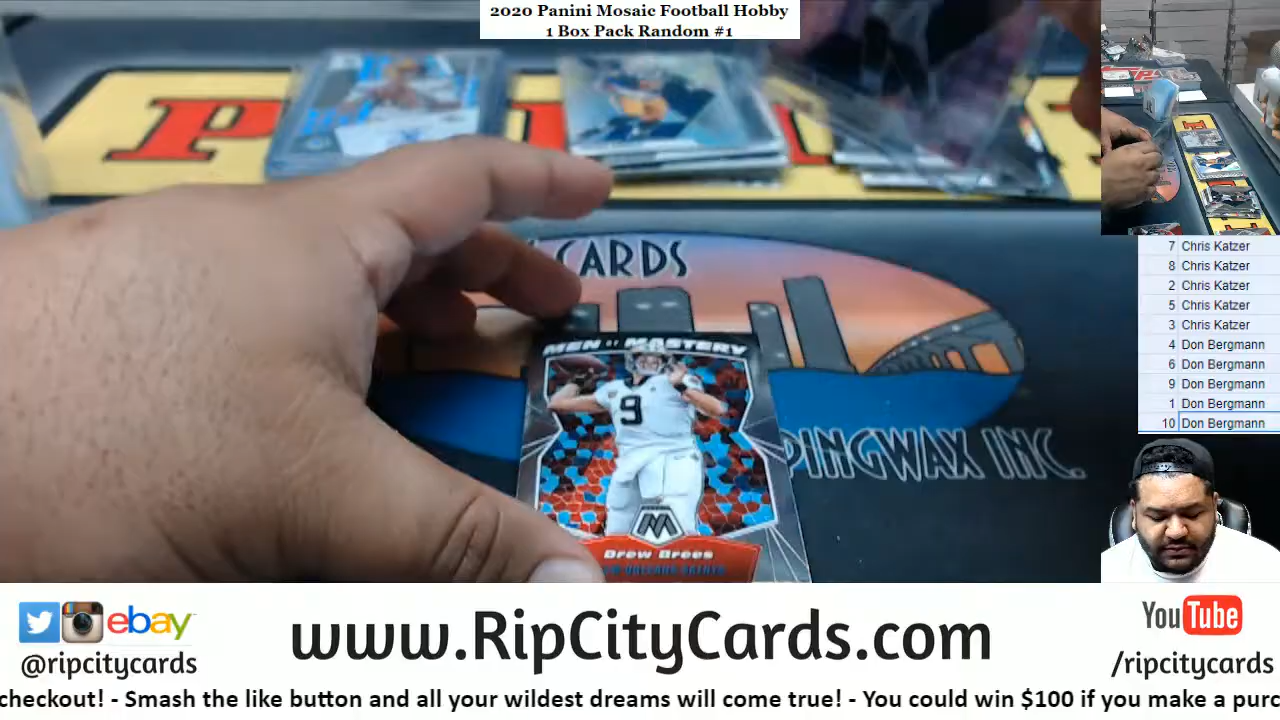 2020 Panini Mosaic Football Hobby
1 Box Pack Random #1
CARDS
PINGWAX INC.
MEN OF MASTERY
9
M
Drew Brees
7 Chris Katzer
8 Chris Katzer
2 Chris Katzer
5 Chris Katzer
3 Chris Katzer
4 Don Bergmann
6 Don Bergmann
9 Don Bergmann
1 Don Bergmann
10 Don Bergmann
ebay
@ripcitycards
www.RipCityCards.com
YouTube
/ripcitycards
checkout! - Smash the like button and all your wildest dreams will come true! - You could win $100 if you make a purc